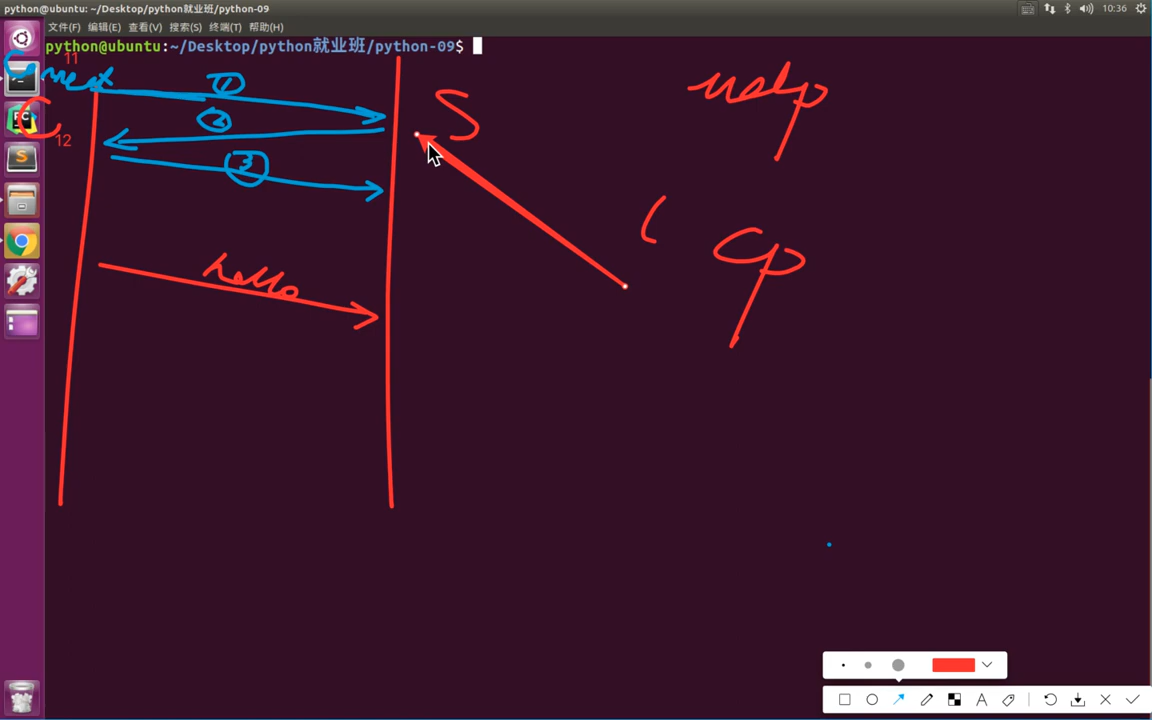 python@ubuntu: ~/Desktop/python就业班/python-09
10:36
文件(F) 编辑(E) 查看(V) 搜索(S) 终端(T) 帮助(H)
python@ubuntu:~/Desktop/python就业班/python-09$
11
①
S
PC
12
②
③
hello